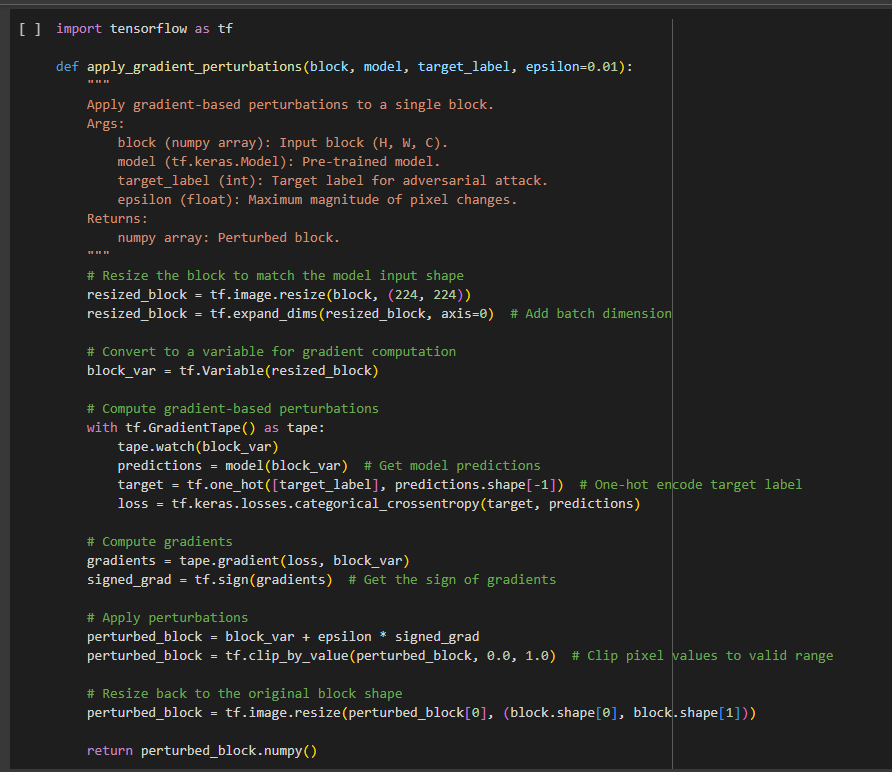 [ ] import tensorflow as tf
def apply_gradient_perturbations(block, model, target_label, epsilon=0.01):
"""
Apply gradient-based perturbations to a single block.
Args:
block (numpy array): Input block (H, W, C).
model (tf.keras.Model): Pre-trained model.
target_label (int): Target label for adversarial attack.
epsilon (float): Maximum magnitude of pixel changes.
Returns:
numpy array: Perturbed block.
"""
# Resize the block to match the model input shape
resized_block = tf.image.resize(block, (224, 224))
resized_block = tf.expand_dims(resized_block, axis=0)  # Add batch dimension
# Convert to a variable for gradient computation
block_var = tf.Variable(resized_block)
# Compute gradient-based perturbations
with tf.GradientTape() as tape:
tape.watch(block_var)
predictions = model(block_var)  # Get model predictions
target = tf.one_hot([target_label], predictions.shape[-1])  # One-hot encode target label
loss = tf.keras.losses.categorical_crossentropy(target, predictions)
# Compute gradients
gradients = tape.gradient(loss, block_var)
signed_grad = tf.sign(gradients)  # Get the sign of gradients
# Apply perturbations
perturbed_block = block_var + epsilon * signed_grad
perturbed_block = tf.clip_by_value(perturbed_block, 0.0, 1.0)  # Clip pixel values to valid range
# Resize back to the original block shape
perturbed_block = tf.image.resize(perturbed_block[0], (block.shape[0], block.shape[1]))
return perturbed_block.numpy()